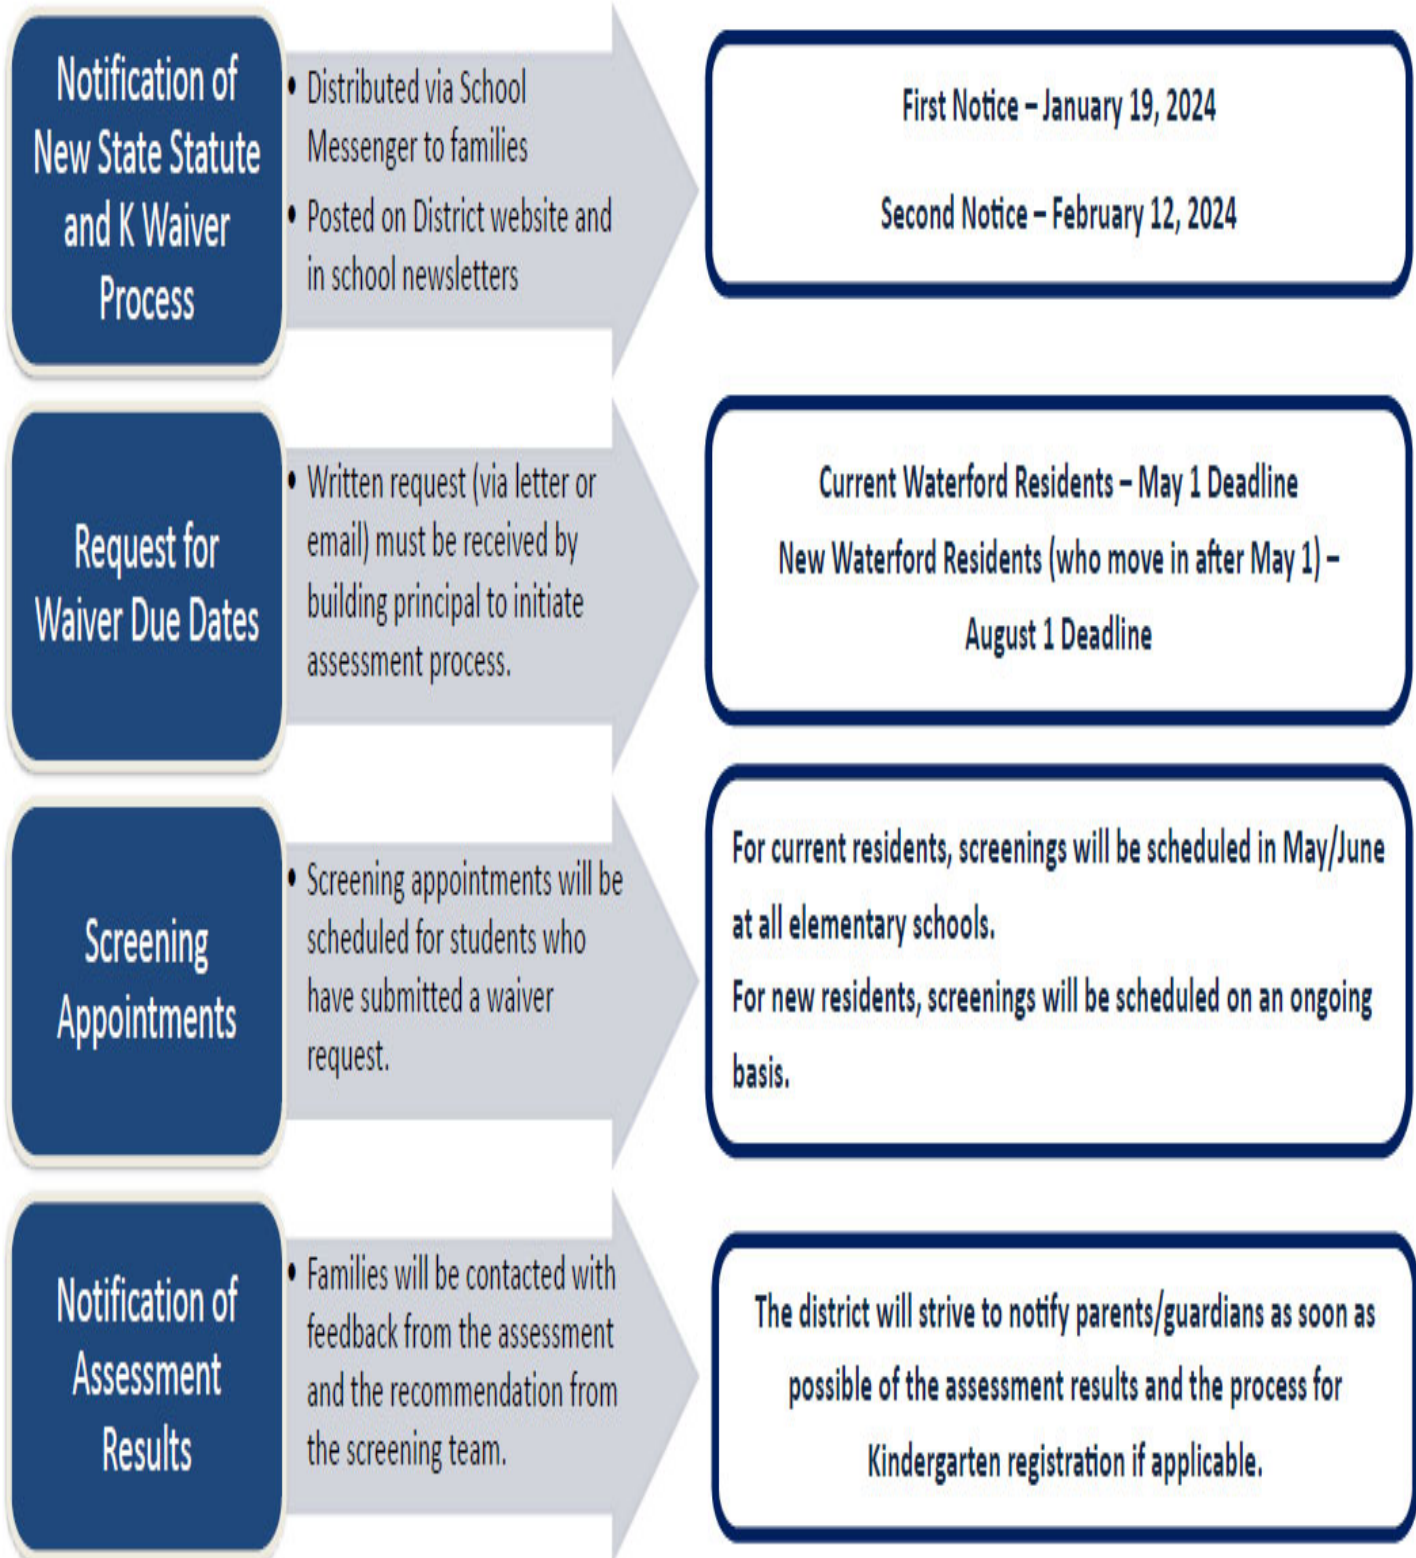 Notification of
New State Statute
and K Waiver
Process
• Distributed via School
Messenger to families
• Posted on District website and
in school newsletters
First Notice – January 19, 2024
Second Notice – February 12, 2024
Request for
Waiver Due Dates
• Written request (via letter or
email) must be received by
building principal to initiate
assessment process.
Current Waterford Residents – May 1 Deadline
New Waterford Residents (who move in after May 1) –
August 1 Deadline
Screening
Appointments
• Screening appointments will be
scheduled for students who
have submitted a waiver
request.
For current residents, screenings will be scheduled in May/June
at all elementary schools.
For new residents, screenings will be scheduled on an ongoing
basis.
Notification of
Assessment
Results
• Families will be contacted with
feedback from the assessment
and the recommendation from
the screening team.
The district will strive to notify parents/guardians as soon as
possible of the assessment results and the process for
Kindergarten registration if applicable.